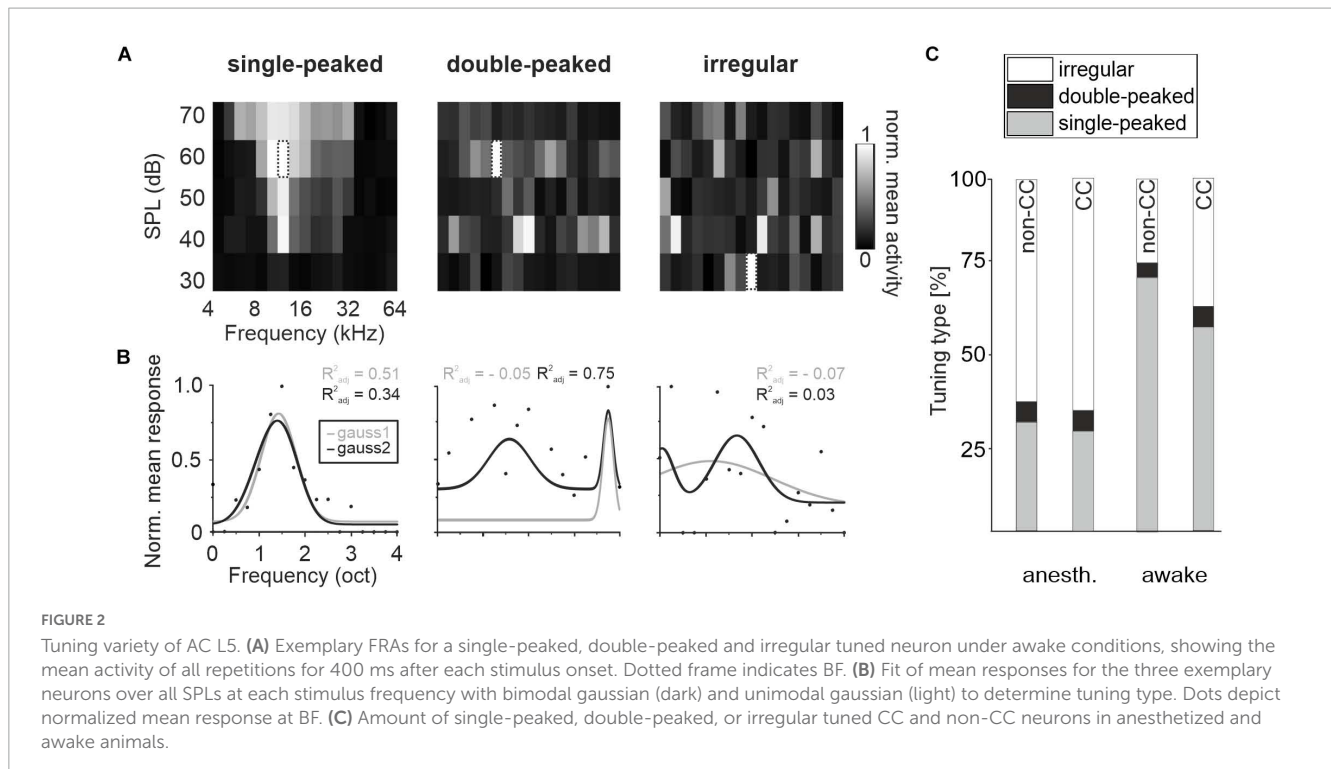 A
single-peaked
double-peaked
irregular
SPL (dB)
70
60
50
40
30
4 8 16 32 64
Frequency (kHz)
1
0
norm. mean activity
B
Norm. mean response
1.0
0.5
0
R²adj = 0.51
R²adj = 0.34
gauss1
gauss2
0 1 2 3 4
Frequency (oct)
R²adj = - 0.05 R²adj = 0.75
R²adj = -0.07
R²adj = 0.03
C
irregular
double-peaked
single-peaked
Tuning type [%]
100
75
50
25
non-CC
CC
non-CC
CC
anesth. awake
FIGURE 2
Tuning variety of AC L5. (A) Exemplary FRAs for a single-peaked, double-peaked and irregular tuned neuron under awake conditions, showing the
mean activity of all repetitions for 400 ms after each stimulus onset. Dotted frame indicates BF. (B) Fit of mean responses for the three exemplary
neurons over all SPLs at each stimulus frequency with bimodal gaussian (dark) and unimodal gaussian (light) to determine tuning type. Dots depict
normalized mean response at BF. (C) Amount of single-peaked, double-peaked, or irregular tuned CC and non-CC neurons in anesthetized and
awake animals.